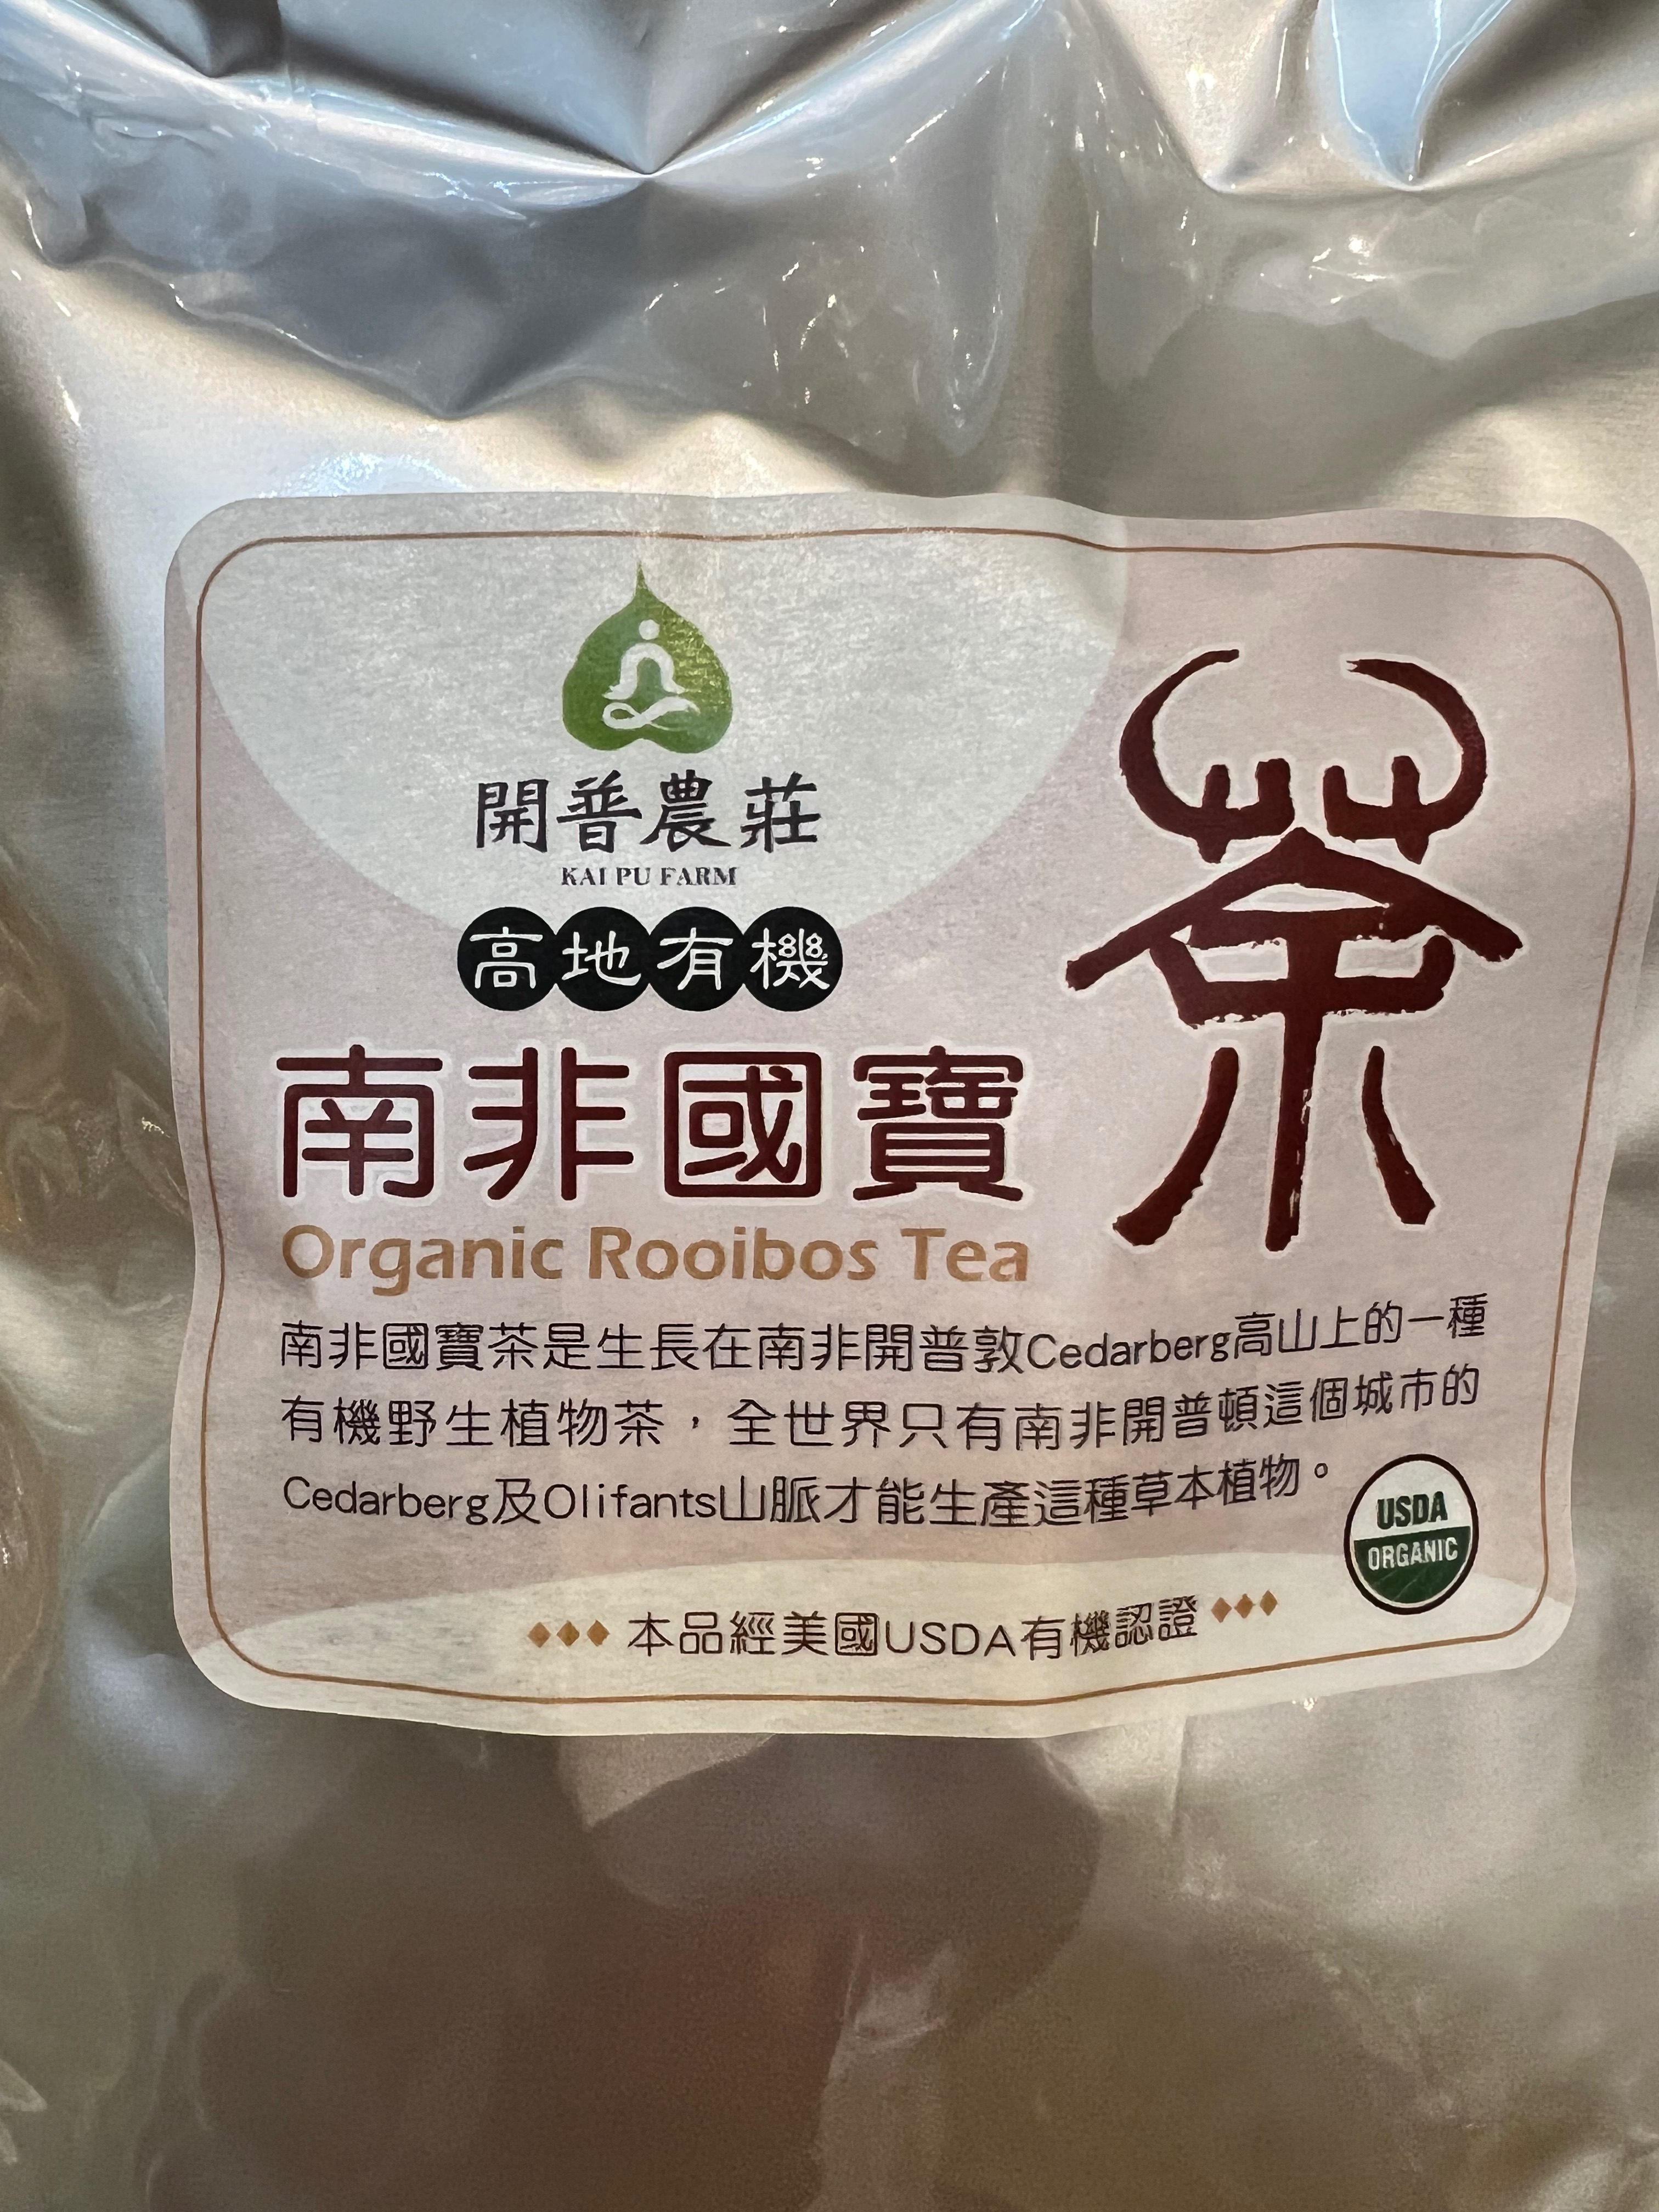 開普農莊
KAI PU FARM
高地有機
南非國寶
Organic Rooibos Tea
茶
南非國寶茶是生長在南非開普敦Cedarberg高山上的一種
有機野生植物茶，全世界只有南非開普頓這個城市的
Cedarberg及Olifants山脈才能生產這種草本植物。
USDA
ORGANIC
本品經美國USDA有機認證